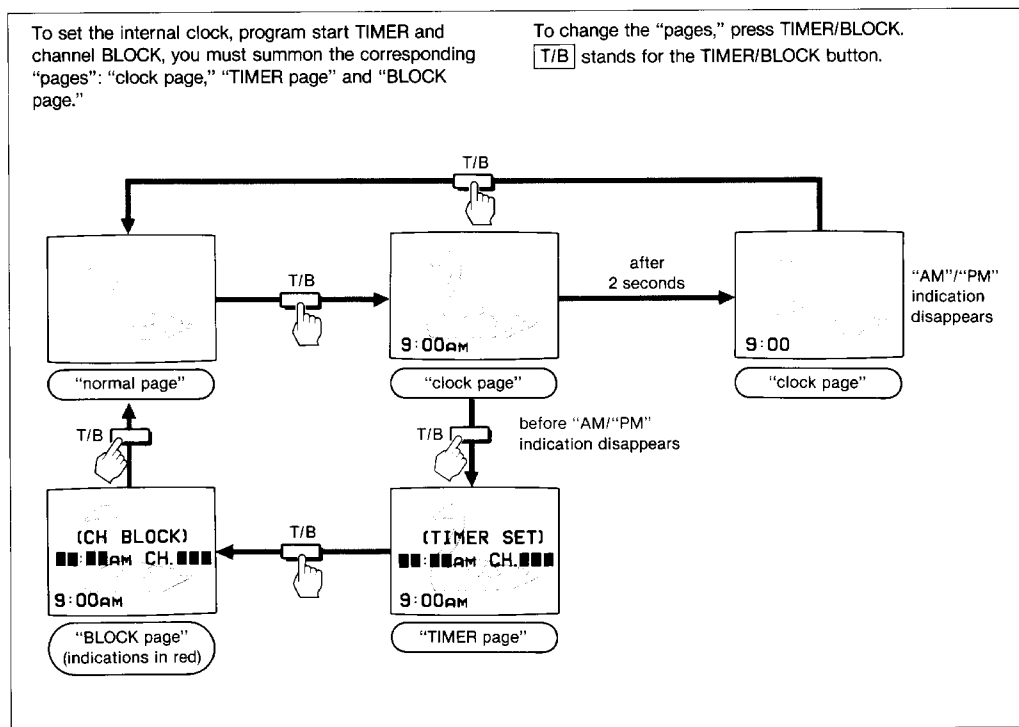 To set the internal clock, program start TIMER and
channel BLOCK, you must summon the corresponding
“pages”: “clock page,” “TIMER page” and “BLOCK
page.”
To change the “pages,” press TIMER/BLOCK.
T/B stands for the TIMER/BLOCK button.
T/B
T/B
after
2 seconds
“AM”/“PM”
indication
disappears
9:00AM
9:00
“normal page”
“clock page”
“clock page”
T/B
T/B
before “AM/“PM”
indication disappears
(CH BLOCK)
■■:■■AM CH.■■■
9:00AM
T/B
(TIMER SET)
■■:■■AM CH.■■■
9:00AM
“BLOCK page”
(indications in red)
“TIMER page”